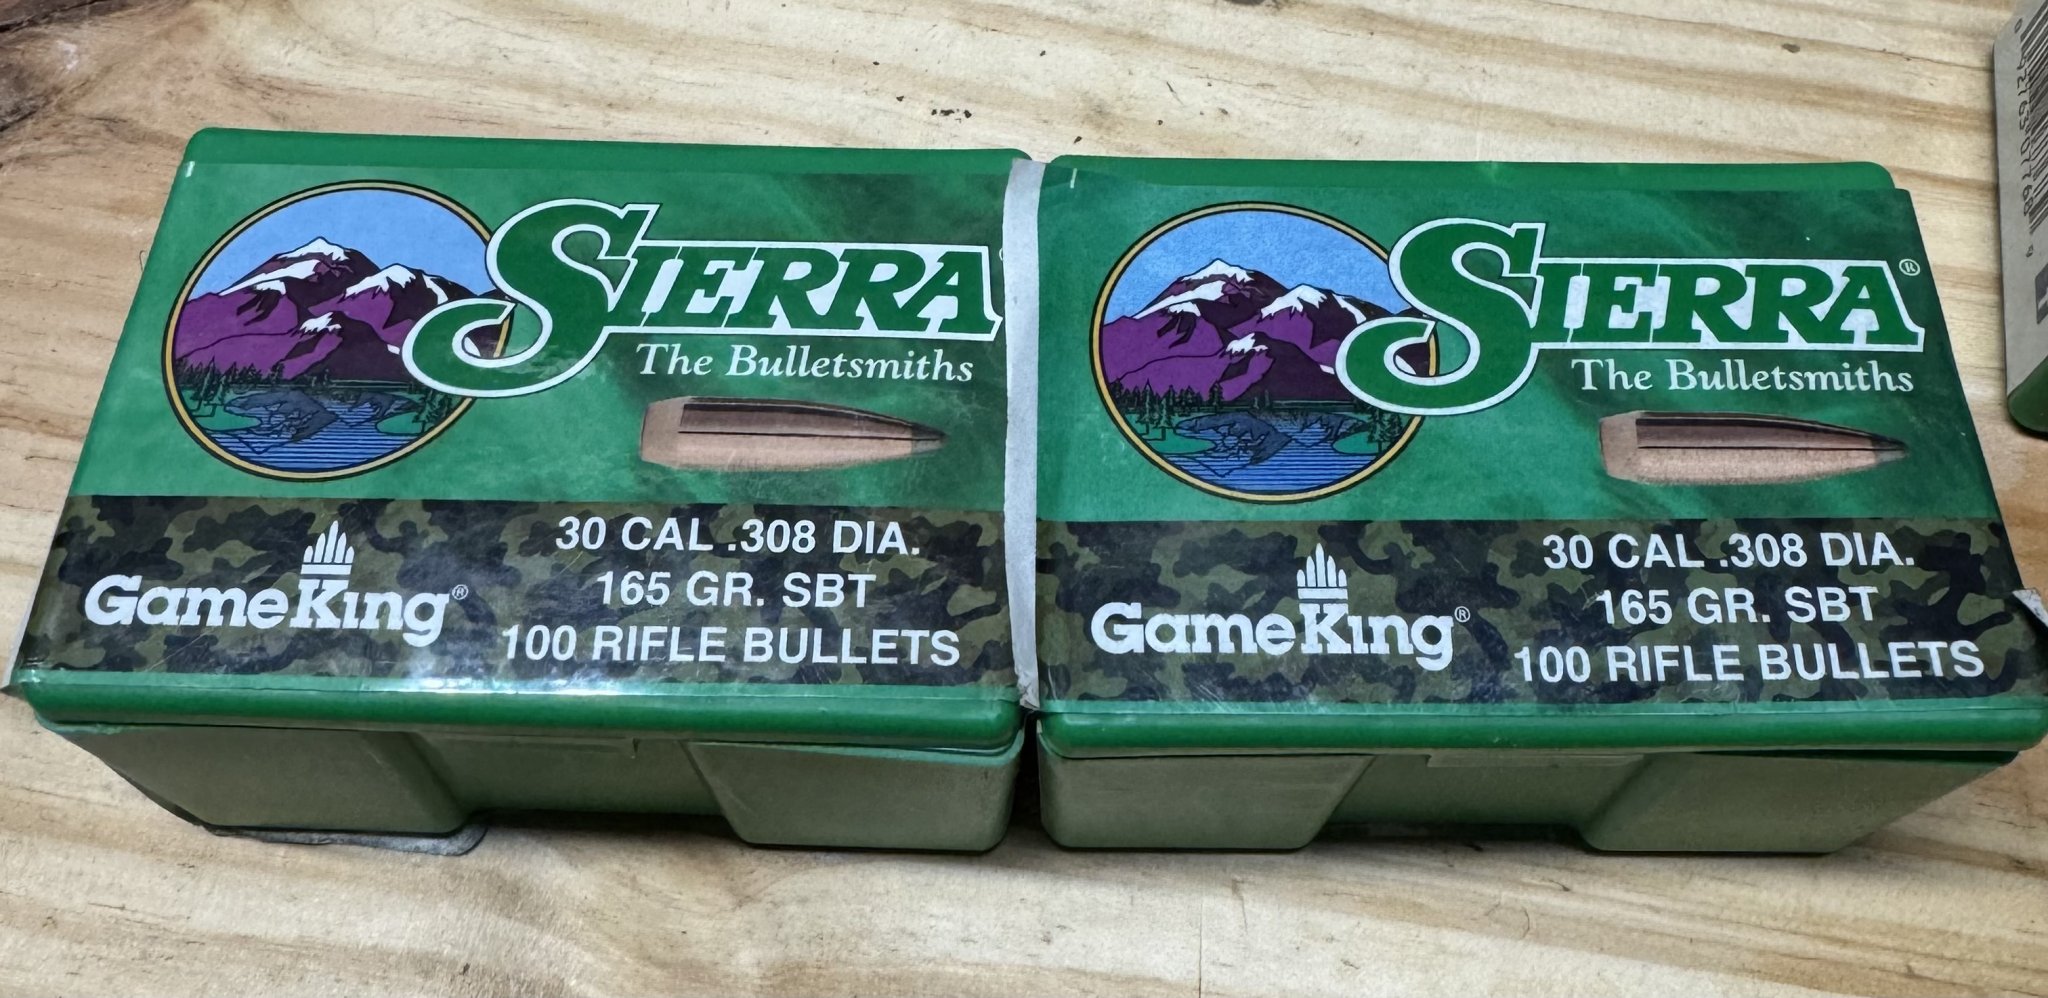 SIERRA
The Bulletsmiths
GameKing®
30 CAL .308 DIA.
165 GR. SBT
100 RIFLE BULLETS
SIERRA®
The Bulletsmiths
GameKing®
30 CAL .308 DIA.
165 GR. SBT
100 RIFLE BULLETS